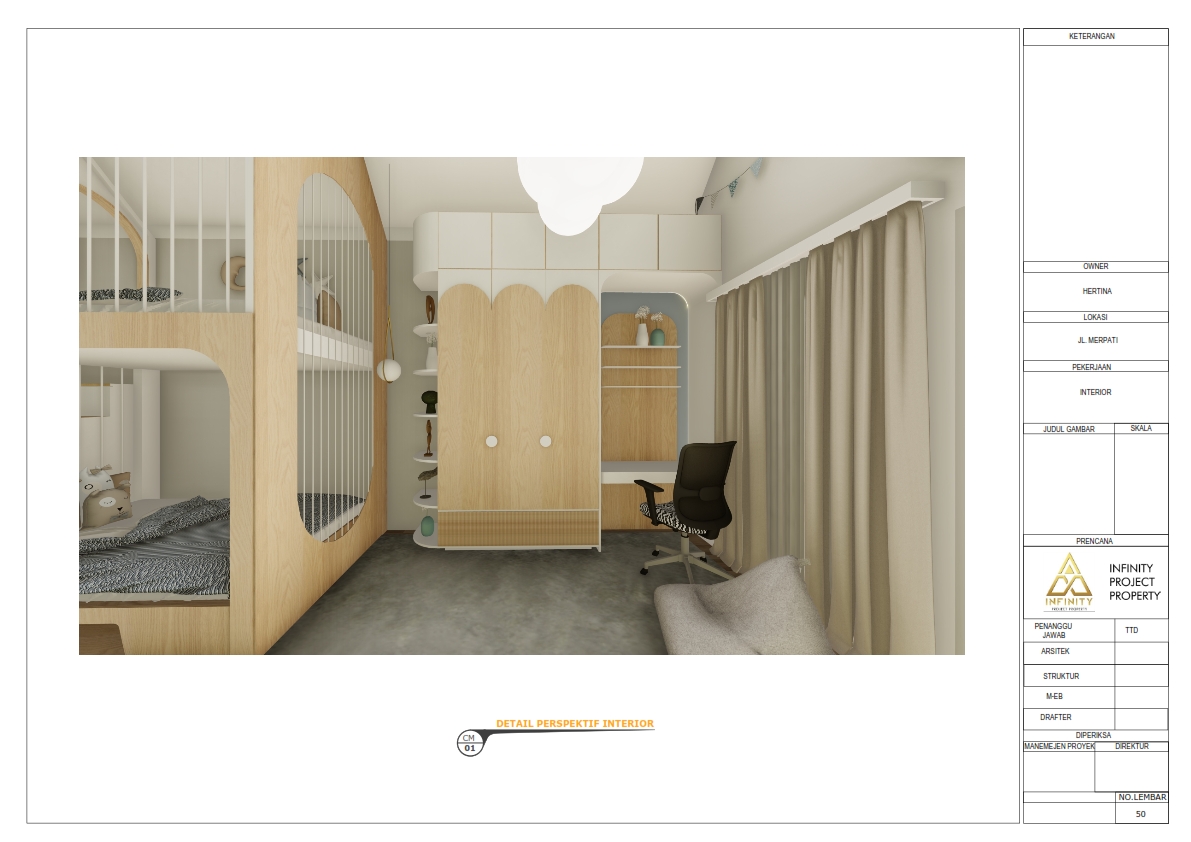 KETERANGAN
OWNER
HERTINA
LOKASI
JL. MERPATI
PEKERJAAN
INTERIOR
JUDUL GAMBAR
SKALA
PRENCANA
INFINITY
PROJECT PROPERTY
INFINITY
PROJECT
PROPERTY
PENANGGU
JAWAB
TTD
ARSITEK
STRUKTUR
M-EB
DRAFTER
DIPERIKSA
MANEMEJEN PROYEK
DIREKTUR
NO.LEMBAR
50
DETAIL PERSPEKTIF INTERIOR
CM
01